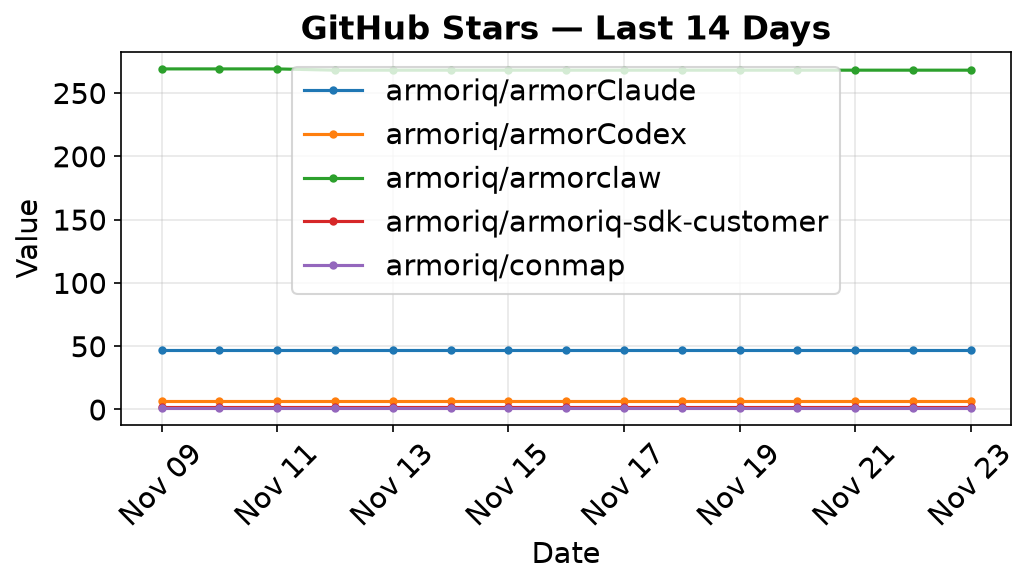 GitHub Stars — Last 14 Days
Value
250
200
150
100
50
0
armoriq/armorClaude
armoriq/armorCodex
armoriq/armorclaw
armoriq/armoriq-sdk-customer
armoriq/conmap
Nov 09
Nov 11
Nov 13
Nov 15
Nov 17
Nov 19
Nov 21
Nov 23
Date